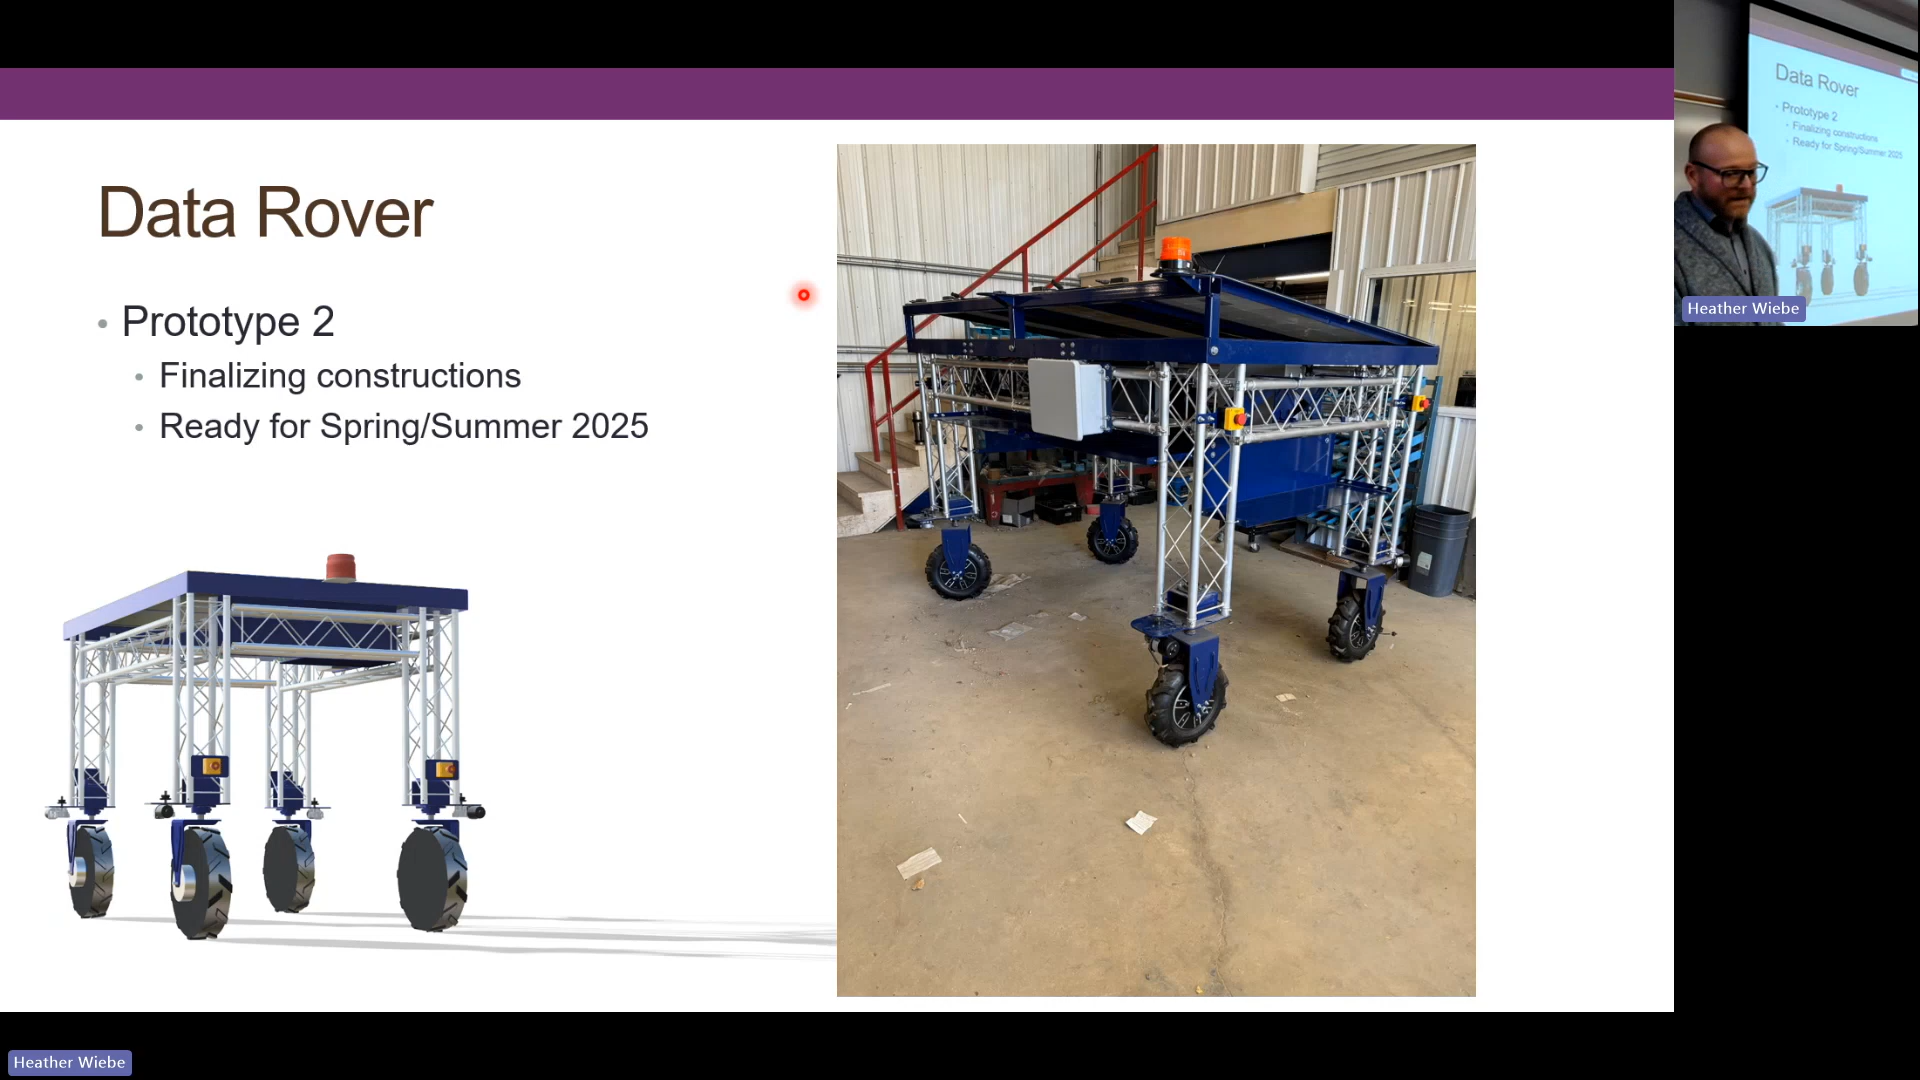 Data Rover
• Prototype 2
• Finalizing constructions
• Ready for Spring/Summer 2025
Data Rover
• Prototype 2
• Finalizing constructions
• Ready for Spring/Summer 2025
Heather Wiebe
Heather Wiebe